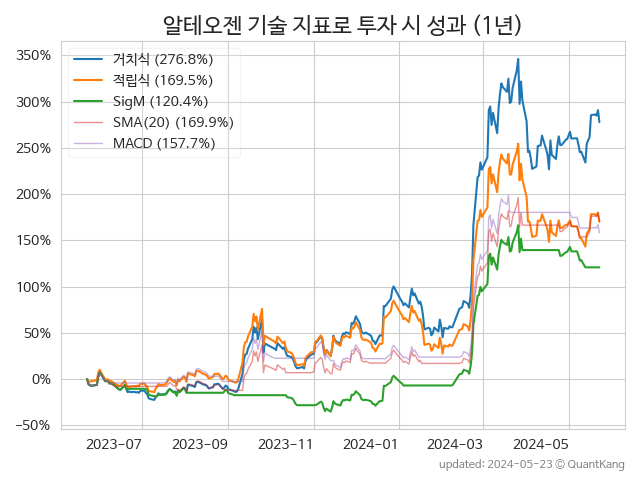 알테오젠 기술 지표로 투자 시 성과 (1년)
거치식 (276.8%)
적립식 (169.5%)
SigM (120.4%)
SMA(20) (169.9%)
MACD (157.7%)
350%
300%
250%
200%
150%
100%
50%
0%
−50%
2023-07 2023-09 2023-11 2024-01 2024-03 2024-05
updated: 2024-05-23 © QuantKang